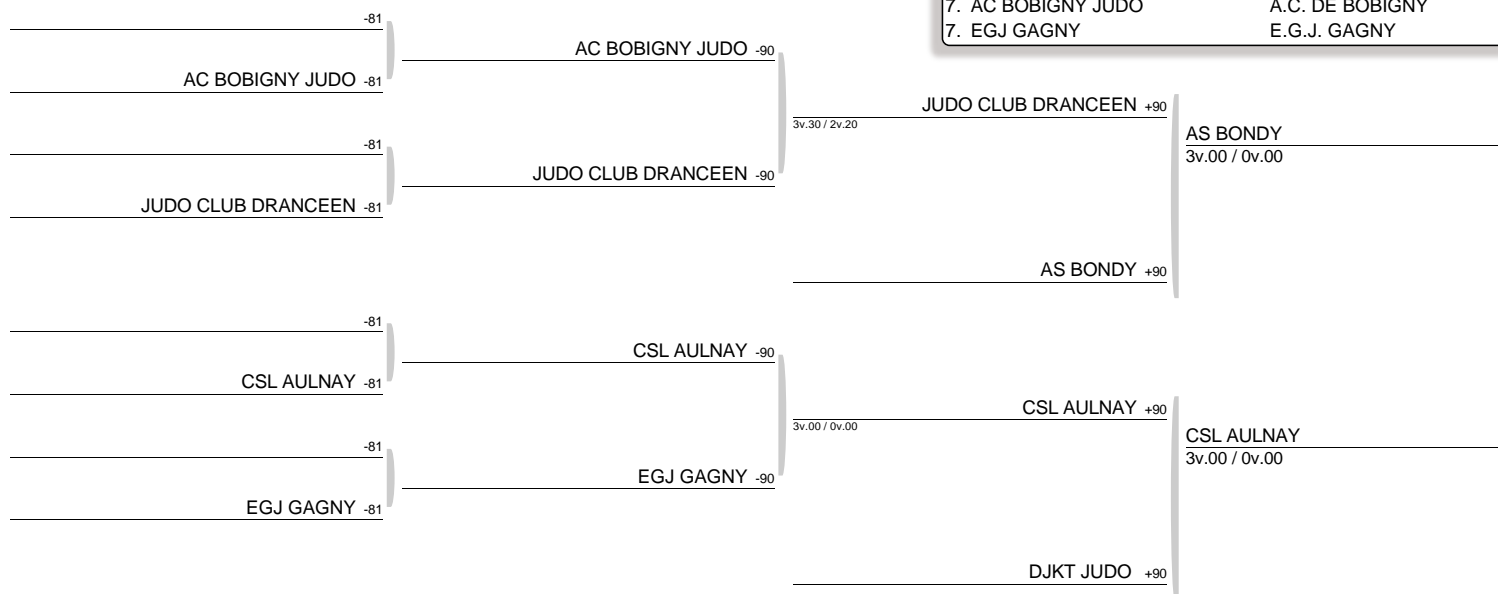 7. AC BOBIGNY JUDO A.C. DE BOBIGNY
7. EGJ GAGNY E.G.J. GAGNY
-81
AC BOBIGNY JUDO -81
-81
JUDO CLUB DRANCEEN -81
-81
CSL AULNAY -81
-81
EGJ GAGNY -81
AC BOBIGNY JUDO -90
JUDO CLUB DRANCEEN -90
CSL AULNAY -90
EGJ GAGNY -90
JUDO CLUB DRANCEEN +90
3v.30 / 2v.20
AS BONDY +90
CSL AULNAY +90
3v.00 / 0v.00
DJKT JUDO +90
AS BONDY
3v.00 / 0v.00
CSL AULNAY
3v.00 / 0v.00